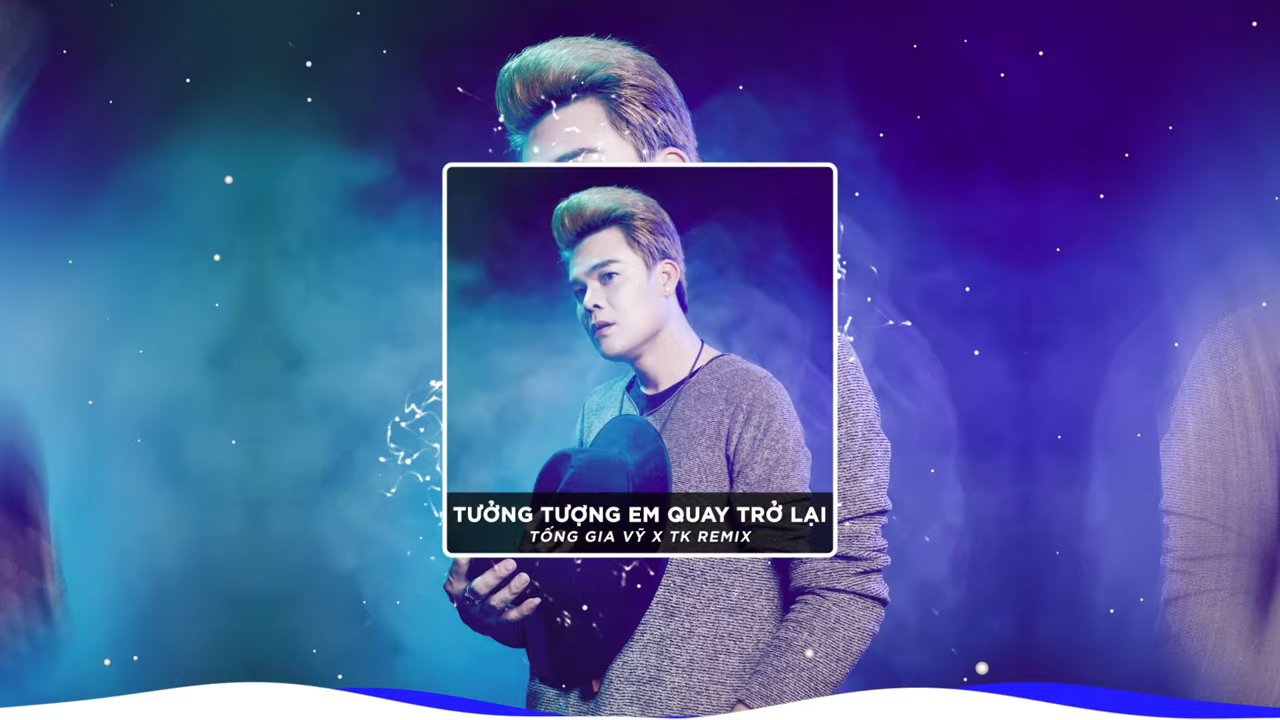 TƯỞNG TƯỢNG EM QUAY TRỞ LẠI
TỐNG GIA VỸ X TK REMIX